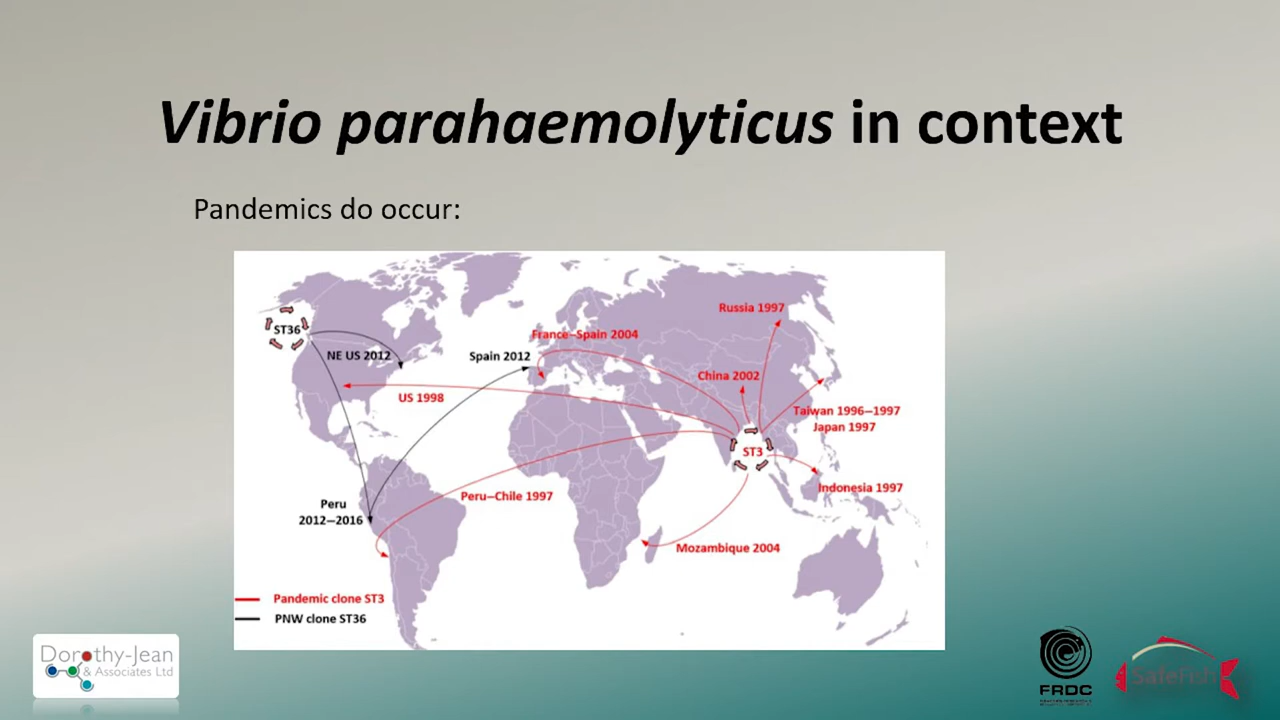 Vibrio parahaemolyticus in context
Pandemics do occur:
ST36
NE US 2012
Spain 2012
France–Spain 2004
Russia 1997
China 2002
US 1998
Taiwan 1996–1997
Japan 1997
ST3
Indonesia 1997
Peru–Chile 1997
Peru
2012–2016
Mozambique 2004
Pandemic clone ST3
PNW clone ST36
Dorothy-Jean
& Associates Ltd
FRDC
SafeFish